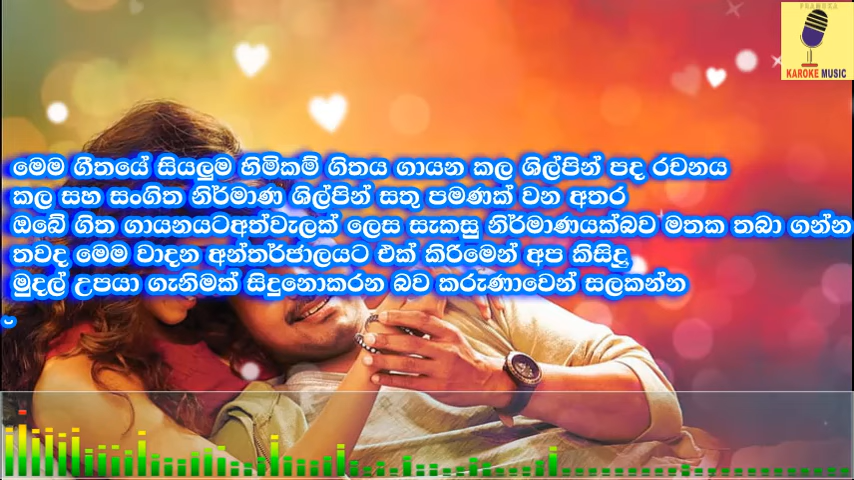 KAROKE MUSIC
මෙම ගීතයේ සියලුම හිමිකම් ගිතය ගායන කල ශිල්පින් පද රචනය
කල සහ සංගිත නිර්මාණ ශිල්පින් සතු පමණක් වන අතර
ඔබේ ගිත ගායනයටඅත්වැලක් ලෙස සැකසු නිර්මාණයක්බව මතක තබා ගන්න
තවද මෙම වාදන අන්තර්ජාලයට එක් කිරීමෙන් අප කිසිදු
මුදල් උපයා ගැනිමක් සිදුනොකරන බව කරුණාවෙන් සලකන්න